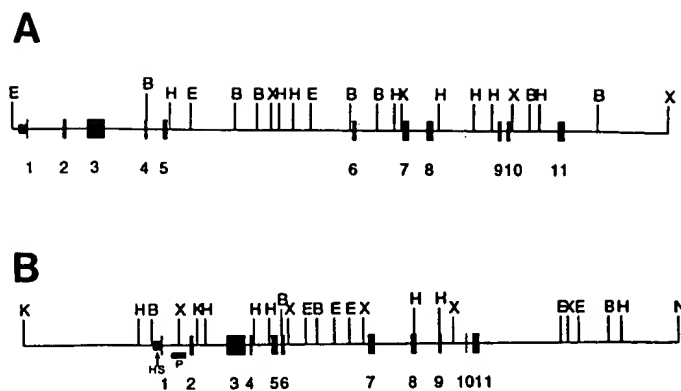 A
E B H E B B X H H E B B H X H H H X B H B X
1 2 3 4 5 6 7 8 9 10 11
B
K H B X K H H H B X E B E E X H H X E X E B H N
HS P
1 2 3 4 5 6 7 8 9 10 11